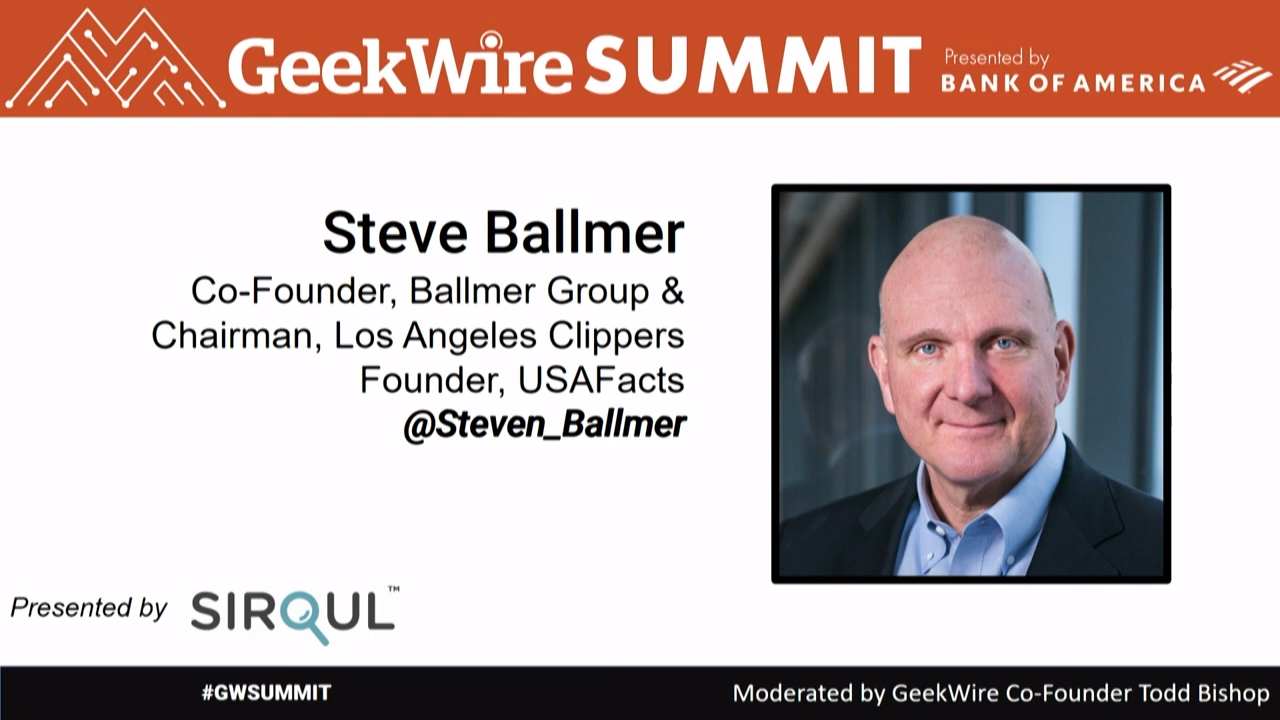 GeekWire SUMMIT
Presented by
BANK OF AMERICA
Steve Ballmer
Co-Founder, Ballmer Group &
Chairman, Los Angeles Clippers
Founder, USAFacts
@Steven_Ballmer
Presented by SIRQUL™
#GWSUMMIT
Moderated by GeekWire Co-Founder Todd Bishop